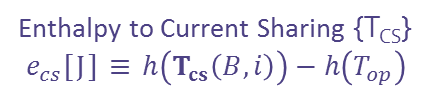 Enthalpy to Current Sharing {T_CS}
e_cs[J] ≡ h(T_cs(B,i)) − h(T_op)